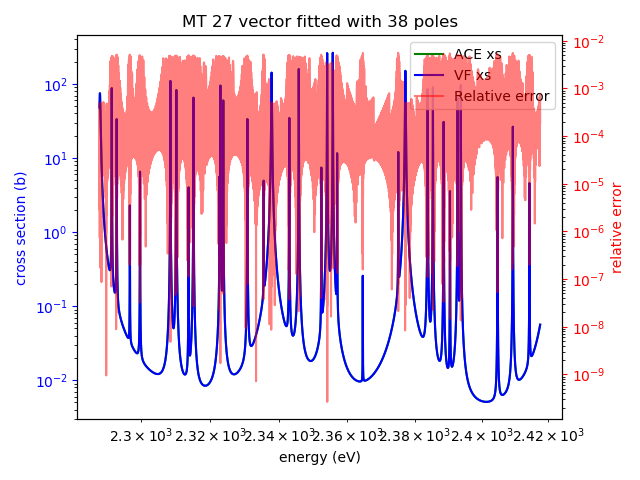 MT 27 vector fitted with 38 poles
ACE xs
VF xs
Relative error
10²
10¹
10⁰
10⁻¹
10⁻²
cross section (b)
10⁻²
10⁻³
10⁻⁴
10⁻⁵
10⁻⁶
10⁻⁷
10⁻⁸
10⁻⁹
relative error
2.3 × 10³ 2.32 × 10³ 2.34 × 10³ 2.36 × 10³ 2.38 × 10³ 2.4 × 10³ 2.42 × 10³
energy (eV)